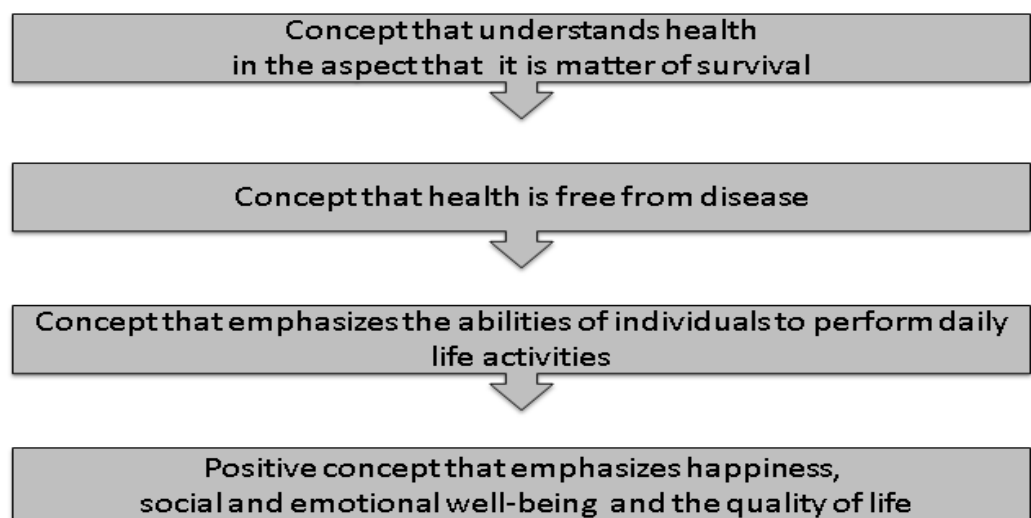 Concept that understands health
in the aspect that it is matter of survival
Concept that health is free from disease
Concept that emphasizes the abilities of individuals to perform daily
life activities
Positive concept that emphasizes happiness,
social and emotional well-being and the quality of life